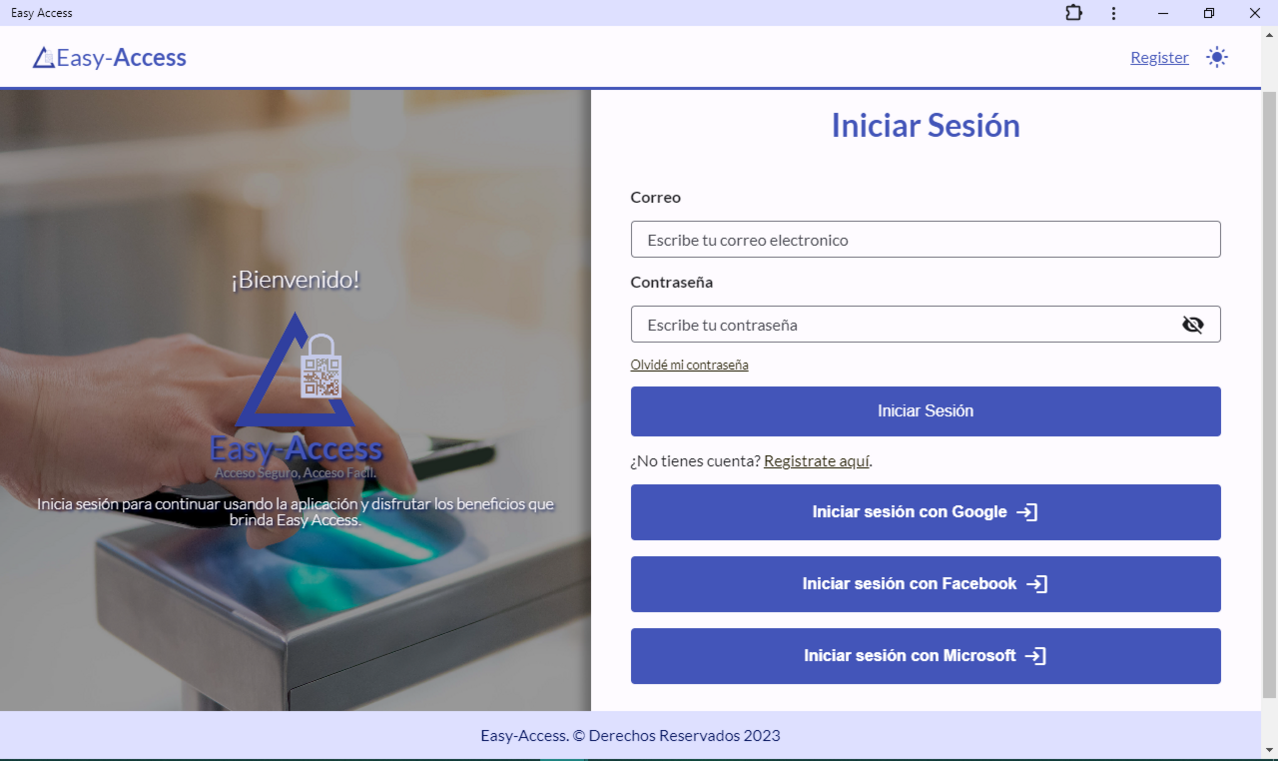 Easy Access
Easy-Access
Register
¡Bienvenido!
Easy-Access
Acceso Seguro, Acceso Facil.
Inicia sesión para continuar usando la aplicación y disfrutar los beneficios que
brinda Easy Access.
Iniciar Sesión
Correo
Escribe tu correo electronico
Contraseña
Escribe tu contraseña
Olvidé mi contraseña
Iniciar Sesión
¿No tienes cuenta? Registrate aquí.
Iniciar sesión con Google
Iniciar sesión con Facebook
Iniciar sesión con Microsoft
Easy-Access. © Derechos Reservados 2023